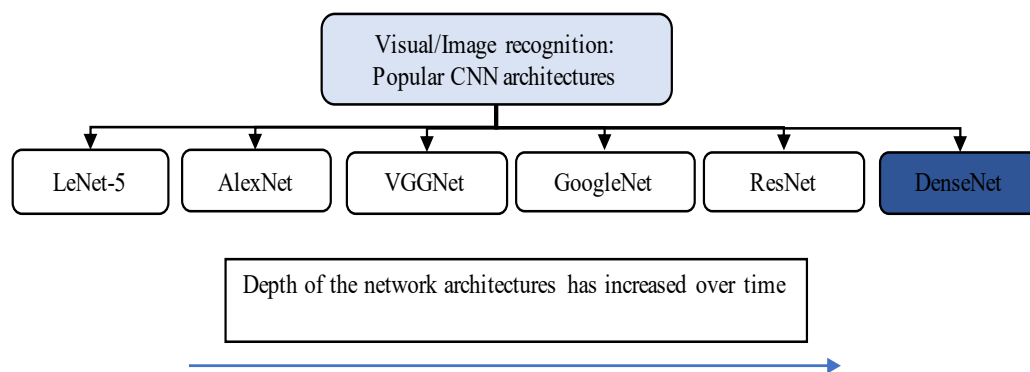 Visual/Image recognition:
Popular CNN architectures
LeNet-5
AlexNet
VGGNet
GoogleNet
ResNet
DenseNet
Depth of the network architectures has increased over time